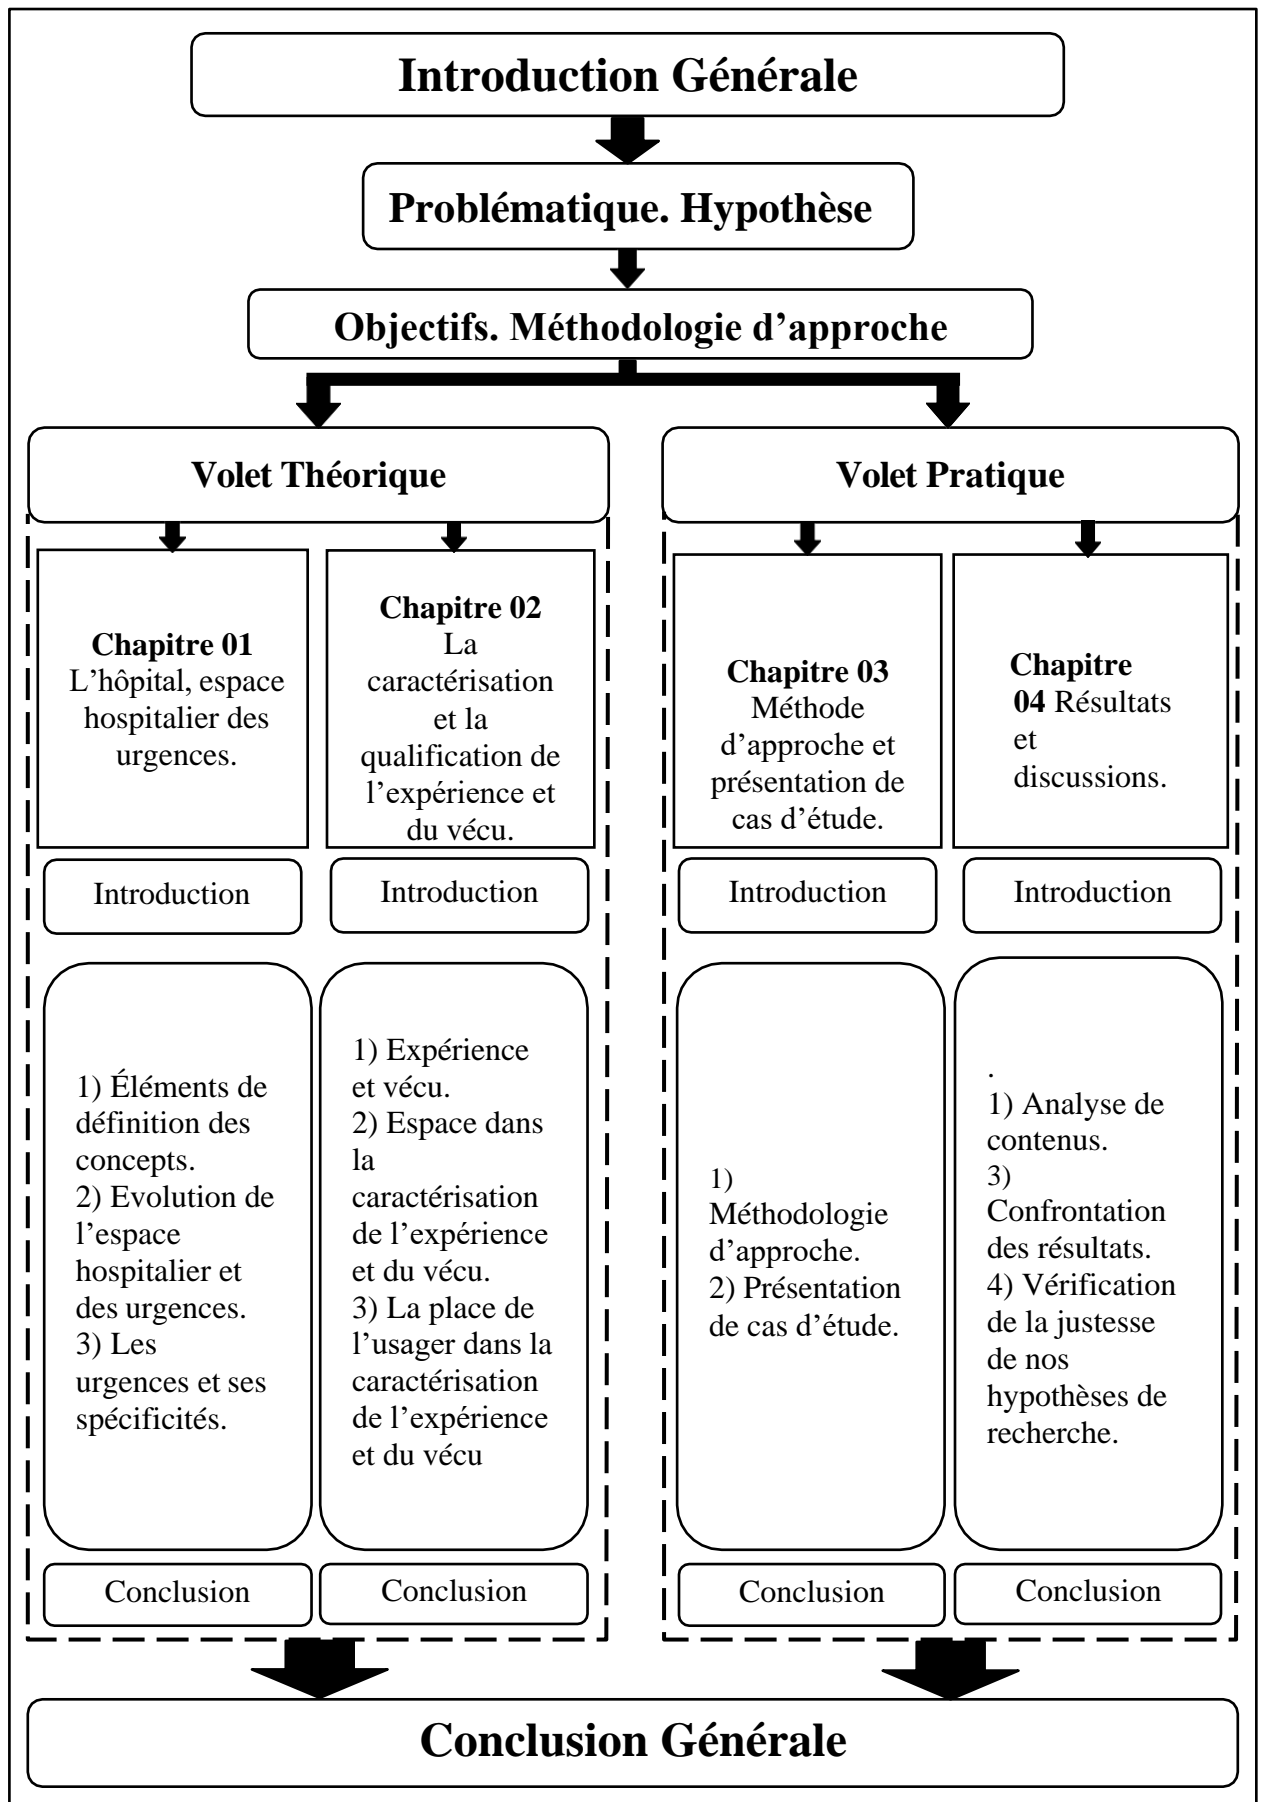 Introduction Générale
Problématique. Hypothèse
Objectifs. Méthodologie d’approche
Volet Théorique
Volet Pratique
Chapitre 01
L’hôpital, espace
hospitalier des
urgences.
Chapitre 02
La
caractérisation
et la
qualification de
l’expérience et
du vécu.
Chapitre 03
Méthode
d’approche et
présentation de
cas d’étude.
Chapitre
04 Résultats
et
discussions.
Introduction
Introduction
Introduction
Introduction
1) Éléments de
définition des
concepts.
2) Evolution de
l’espace
hospitalier et
des urgences.
3) Les
urgences et ses
spécificités.
1) Expérience
et vécu.
2) Espace dans
la
caractérisation
de l’expérience
et du vécu.
3) La place de
l’usager dans la
caractérisation
de l’expérience
et du vécu
1)
Méthodologie
d’approche.
2) Présentation
de cas d’étude.
.
1) Analyse de
contenus.
3)
Confrontation
des résultats.
4) Vérification
de la justesse
de nos
hypothèses de
recherche.
Conclusion
Conclusion
Conclusion
Conclusion
Conclusion Générale